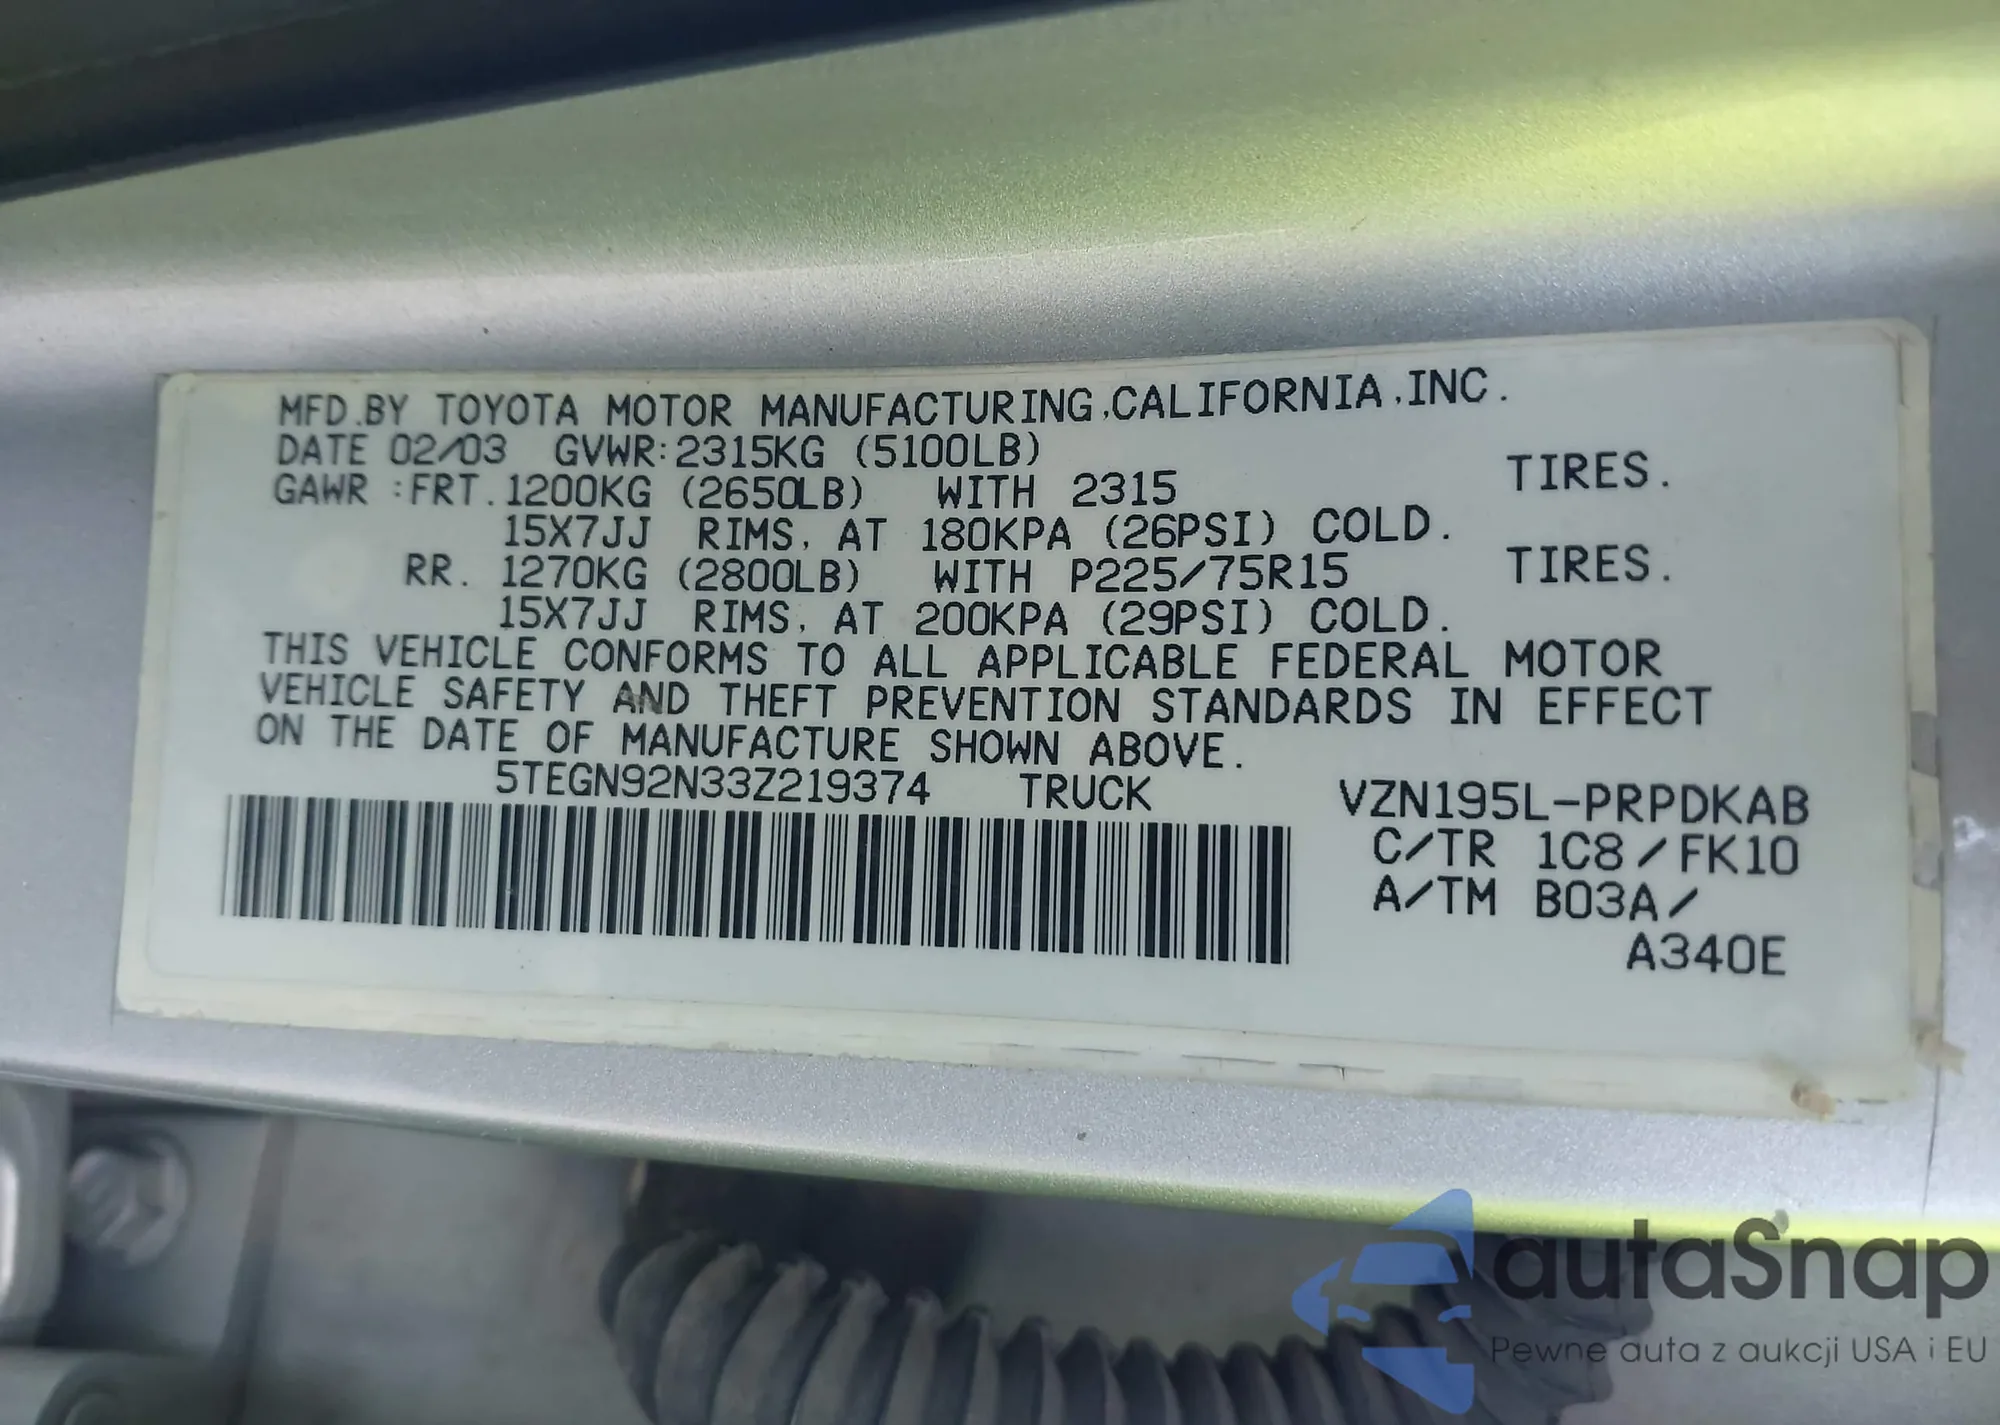 MFD.BY TOYOTA MOTOR MANUFACTURING,CALIFORNIA,INC.
DATE 02/03 GVWR:2315KG (5100LB)
GAWR :FRT. 1200KG (2650LB) WITH 2315 TIRES.
15X7JJ RIMS, AT 180KPA (26PSI) COLD.
RR. 1270KG (2800LB) WITH P225/75R15 TIRES.
15X7JJ RIMS, AT 200KPA (29PSI) COLD.
THIS VEHICLE CONFORMS TO ALL APPLICABLE FEDERAL MOTOR
VEHICLE SAFETY AND THEFT PREVENTION STANDARDS IN EFFECT
ON THE DATE OF MANUFACTURE SHOWN ABOVE.
5TEGN92N33Z219374 TRUCK VZN195L-PRPDKAB
C/TR 1C8/FK10
A/TM B03A/
A340E
autaSnap
Pewne auta z aukcji USA i EU